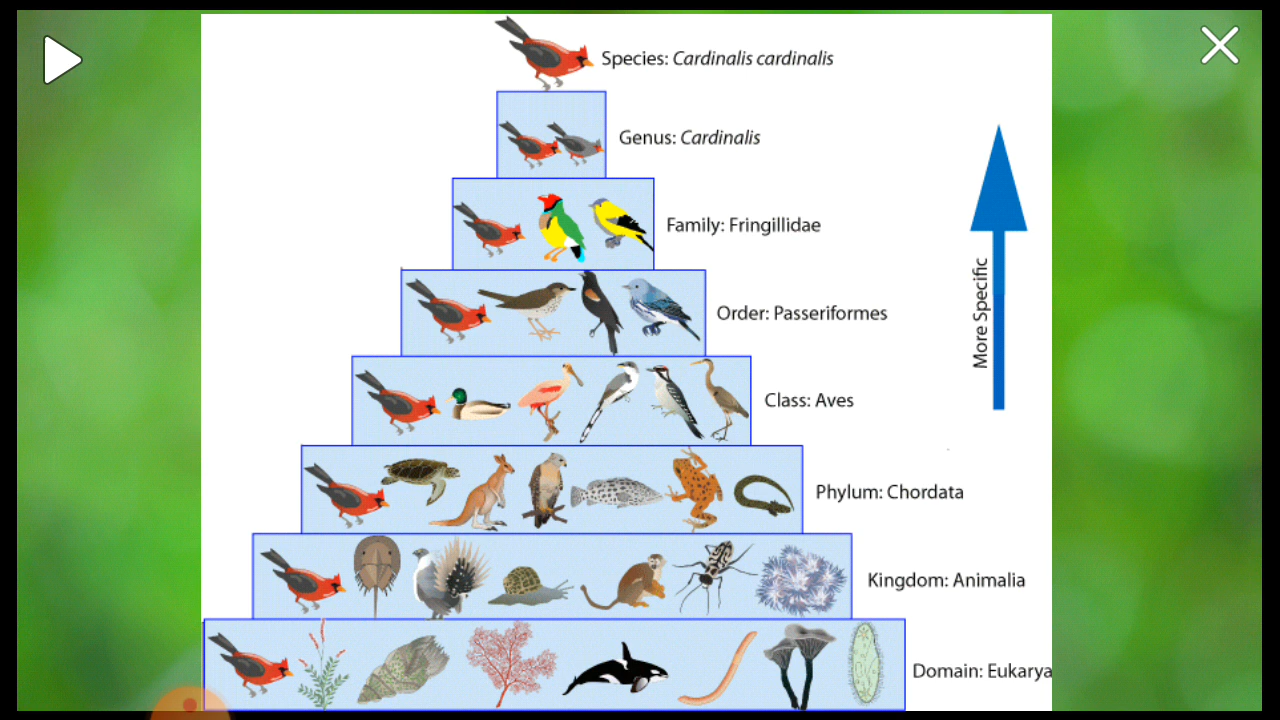 Species: Cardinalis cardinalis
Genus: Cardinalis
Family: Fringillidae
Order: Passeriformes
Class: Aves
Phylum: Chordata
Kingdom: Animalia
Domain: Eukarya
More Specific